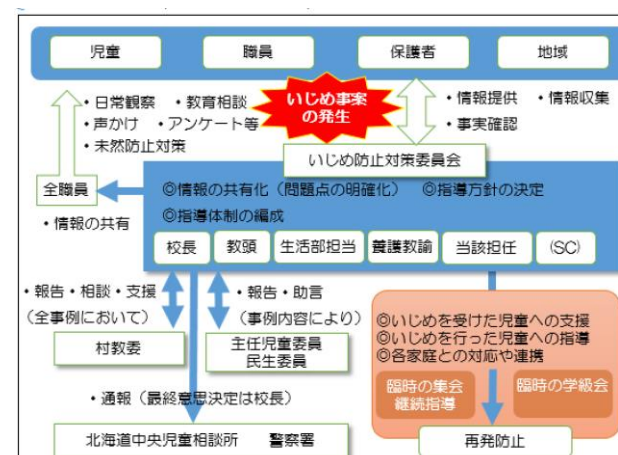 児童
職員
保護者
地域
・日常観察 ・教育相談
・声かけ ・アンケート等
・未然防止対策
いじめ事案
の発生
・情報提供 ・情報収集
・事実確認
いじめ防止対策委員会
全職員
・情報の共有
◎情報の共有化（問題点の明確化） ◎指導方針の決定
◎指導体制の編成
校長
教頭
生活部担当
養護教諭
当該担任
(SC)
・報告・相談・支援
（全事例において）
・報告・助言
（事例内容により）
村教委
主任児童委員
民生委員
◎いじめを受けた児童への支援
◎いじめを行った児童への指導
◎各家庭との対応や連携
臨時の集会
継続指導
臨時の学級会
・通報（最終意思決定は校長）
北海道中央児童相談所 警察署
再発防止